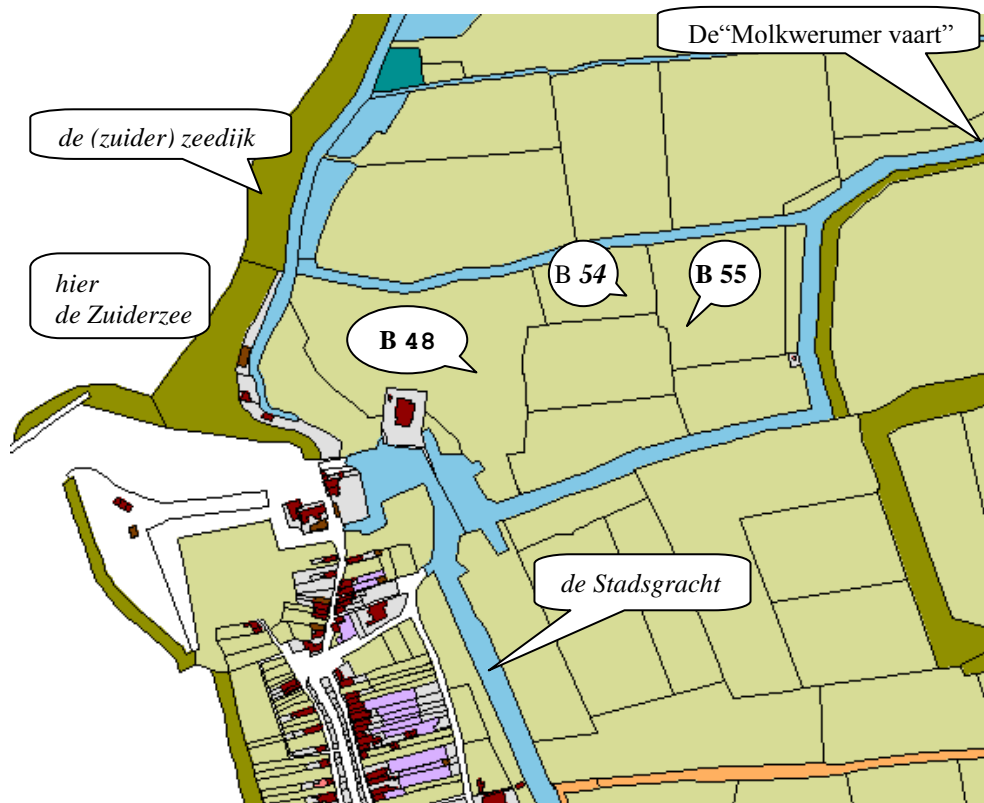 De“Molkwerumer vaart”
de (zuider) zeedijk
hier
de Zuiderzee
B 54
B 55
B 48
de Stadsgracht